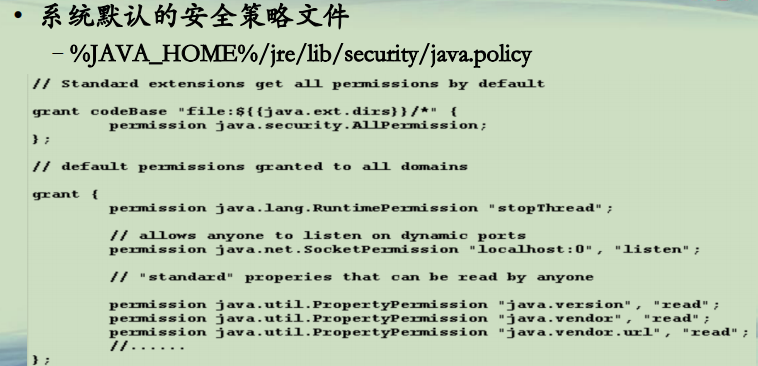 • 系统默认的安全策略文件
– %JAVA_HOME%/jre/lib/security/java.policy
// Standard extensions get all permissions by default
grant codeBase "file:${{java.ext.dirs}}/*" {
permission java.security.AllPermission;
};
// default permissions granted to all domains
grant {
permission java.lang.RuntimePermission "stopThread";
// allows anyone to listen on dynamic ports
permission java.net.SocketPermission "localhost:0", "listen";
// "standard" properies that can be read by anyone
permission java.util.PropertyPermission "java.version", "read";
permission java.util.PropertyPermission "java.vendor", "read";
permission java.util.PropertyPermission "java.vendor.url", "read";
//......
};